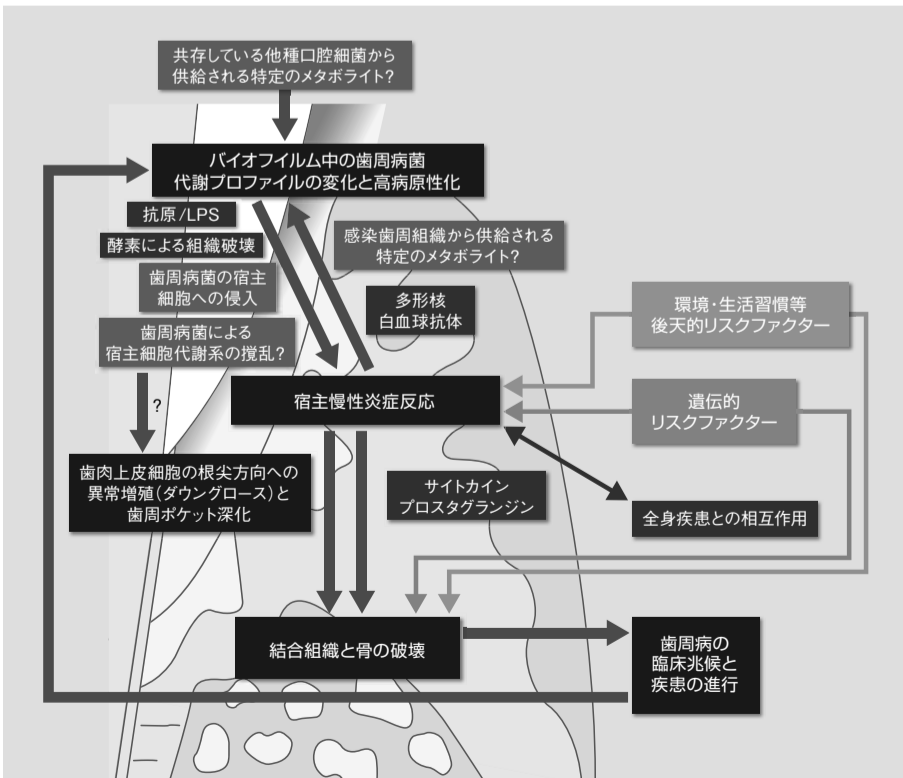 共存している他種口腔細菌から
供給される特定のメタボライト?
バイオフイルム中の歯周病菌
代謝プロファイルの変化と高病原性化
抗原/LPS
酵素による組織破壊
歯周病菌の宿主
細胞への侵入
歯周病菌による
宿主細胞代謝系の撹乱?
?
感染歯周組織から供給される
特定のメタボライト?
多形核
白血球抗体
環境・生活習慣等
後天的リスクファクター
宿主慢性炎症反応
遺伝的
リスクファクター
歯肉上皮細胞の根尖方向への
異常増殖(ダウングロース)と
歯周ポケット深化
サイトカイン
プロスタグランジン
全身疾患との相互作用
結合組織と骨の破壊
歯周病の
臨床兆候と
疾患の進行